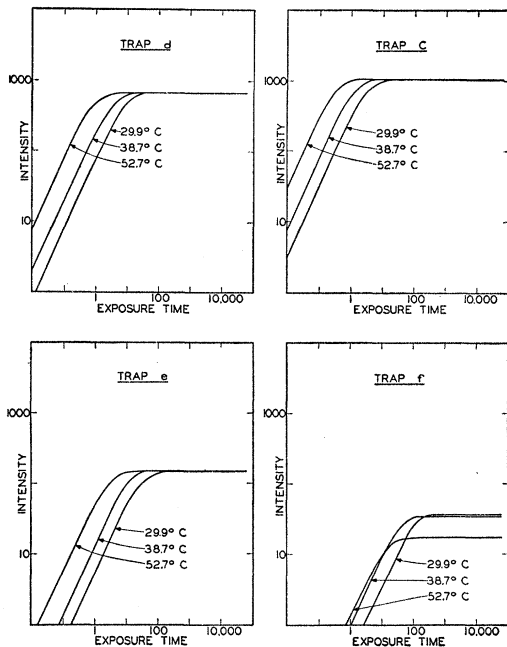 TRAP d
1000
INTENSITY
10
29.9° C
38.7° C
52.7° C
1 100 10,000
EXPOSURE TIME
TRAP C
1000
INTENSITY
10
29.9° C
38.7° C
52.7° C
1 100 10,000
EXPOSURE TIME
TRAP e
1000
INTENSITY
10
29.9° C
38.7° C
52.7° C
1 100 10,000
EXPOSURE TIME
TRAP f
1000
INTENSITY
10
29.9° C
38.7° C
52.7° C
1 100 10,000
EXPOSURE TIME